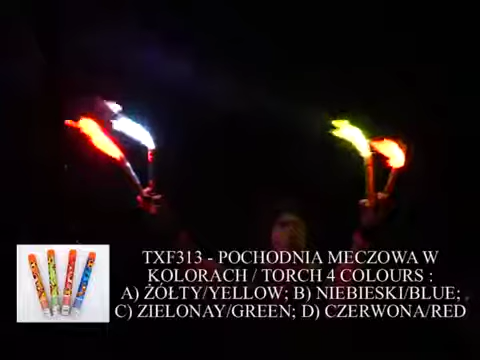 TXF313 - POCHODNIA MECZOWA W
KOLORACH / TORCH 4 COLOURS :
A) ŻÓŁTY/YELLOW; B) NIEBIESKI/BLUE;
C) ZIELONAY/GREEN; D) CZERWONA/RED